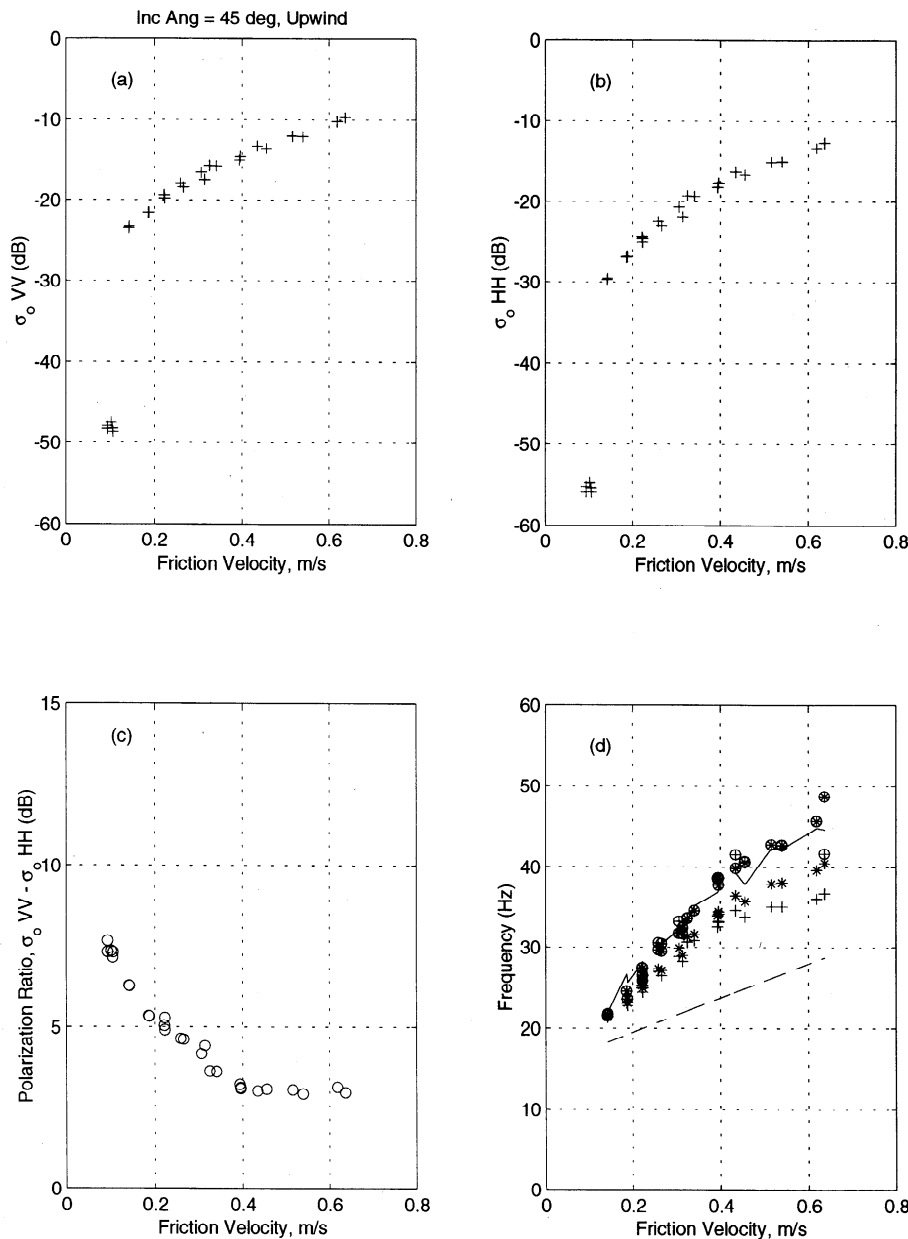 Inc Ang = 45 deg, Upwind
(a)
σo VV (dB)
0
-10
-20
-30
-40
-50
-60
0 0.2 0.4 0.6 0.8
Friction Velocity, m/s
(b)
σo HH (dB)
0
-10
-20
-30
-40
-50
-60
0 0.2 0.4 0.6 0.8
Friction Velocity, m/s
(c)
Polarization Ratio, σo VV - σo HH (dB)
15
10
5
0
0 0.2 0.4 0.6 0.8
Friction Velocity, m/s
(d)
Frequency (Hz)
60
50
40
30
20
10
0
0 0.2 0.4 0.6 0.8
Friction Velocity, m/s